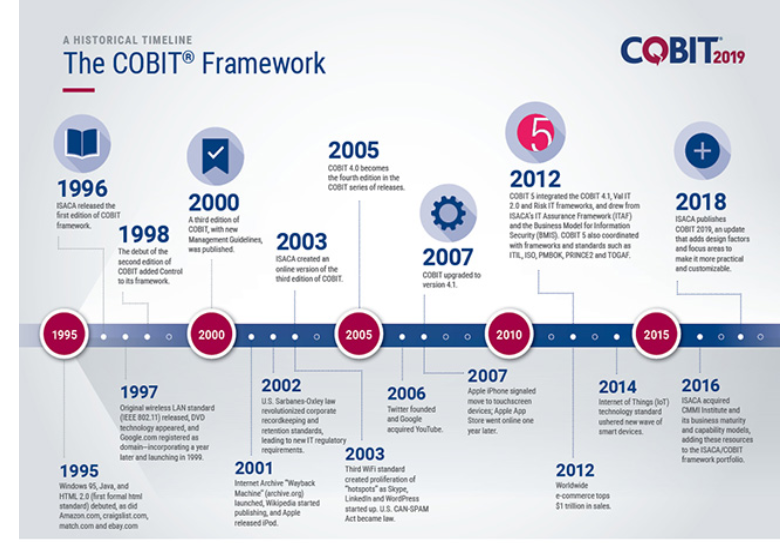 A HISTORICAL TIMELINE
The COBIT® Framework
COBIT® 2019
1996
ISACA released the
first edition of COBIT
framework.
1998
The debut of the
second edition of
COBIT added Control
to its framework.
2000
A third edition of
COBIT, with new
Management Guidelines,
was published.
2003
ISACA created an
online version of the
third edition of COBIT.
2005
COBIT 4.0 becomes
the fourth edition in the
COBIT series of releases.
2007
COBIT upgraded to
version 4.1.
5
2012
COBIT 5 integrated the COBIT 4.1, Val IT
2.0 and Risk IT frameworks, and drew from
ISACA's IT Assurance Framework (ITAF)
and the Business Model for Information
Security (BMIS). COBIT 5 also coordinated
with frameworks and standards such as
ITIL, ISO, PMBOK, PRINCE2 and TOGAF.
2018
ISACA publishes
COBIT 2019, an update
that adds design factors
and focus areas to
make it more practical
and customizable.
1995
2000
2005
2010
2015
1995
Windows 95, Java, and
HTML 2.0 (first formal html
standard) debuted, as did
Amazon.com, craigslist.com,
match.com and ebay.com
1997
Original wireless LAN standard
(IEEE 802.11) released, DVD
technology appeared, and
Google.com registered as
domain—incorporating a year
later and launching in 1999.
2001
Internet Archive "Wayback
Machine" (archive.org)
launched, Wikipedia started
publishing, and Apple
released iPod.
2002
U.S. Sarbanes-Oxley law
revolutionized corporate
recordkeeping and
retention standards,
leading to new IT regulatory
requirements.
2003
Third WiFi standard
created proliferation of
"hotspots" as Skype,
LinkedIn and WordPress
started up. U.S. CAN-SPAM
Act became law.
2006
Twitter founded
and Google
acquired YouTube.
2007
Apple iPhone signaled
move to touchscreen
devices; Apple App
Store went online one
year later.
2012
Worldwide
e-commerce tops
$1 trillion in sales.
2014
Internet of Things (IoT)
technology standard
ushered new wave of
smart devices.
2016
ISACA acquired
CMMI Institute and
its business maturity
and capability models,
adding these resources
to the ISACA/COBIT
framework portfolio.